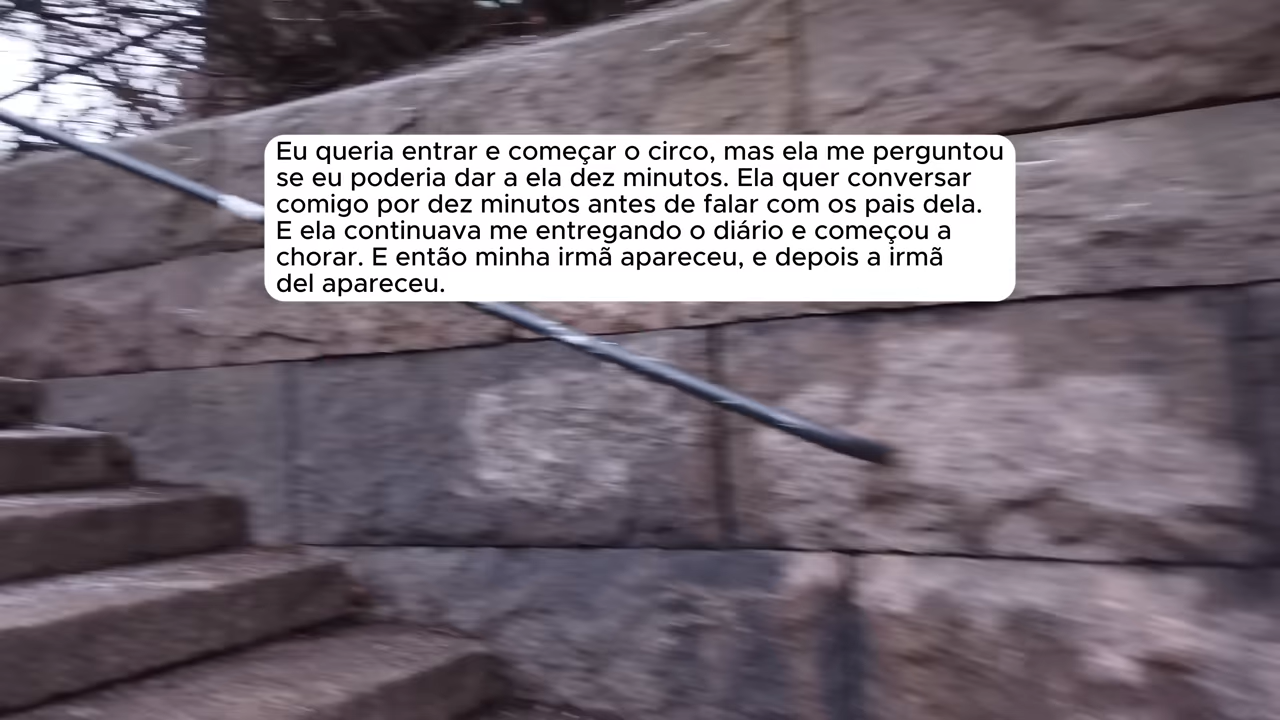 Eu queria entrar e começar o circo, mas ela me perguntou
se eu poderia dar a ela dez minutos. Ela quer conversar
comigo por dez minutos antes de falar com os pais dela.
E ela continuava me entregando o diário e começou a
chorar. E então minha irmã apareceu, e depois a irmã
del apareceu.